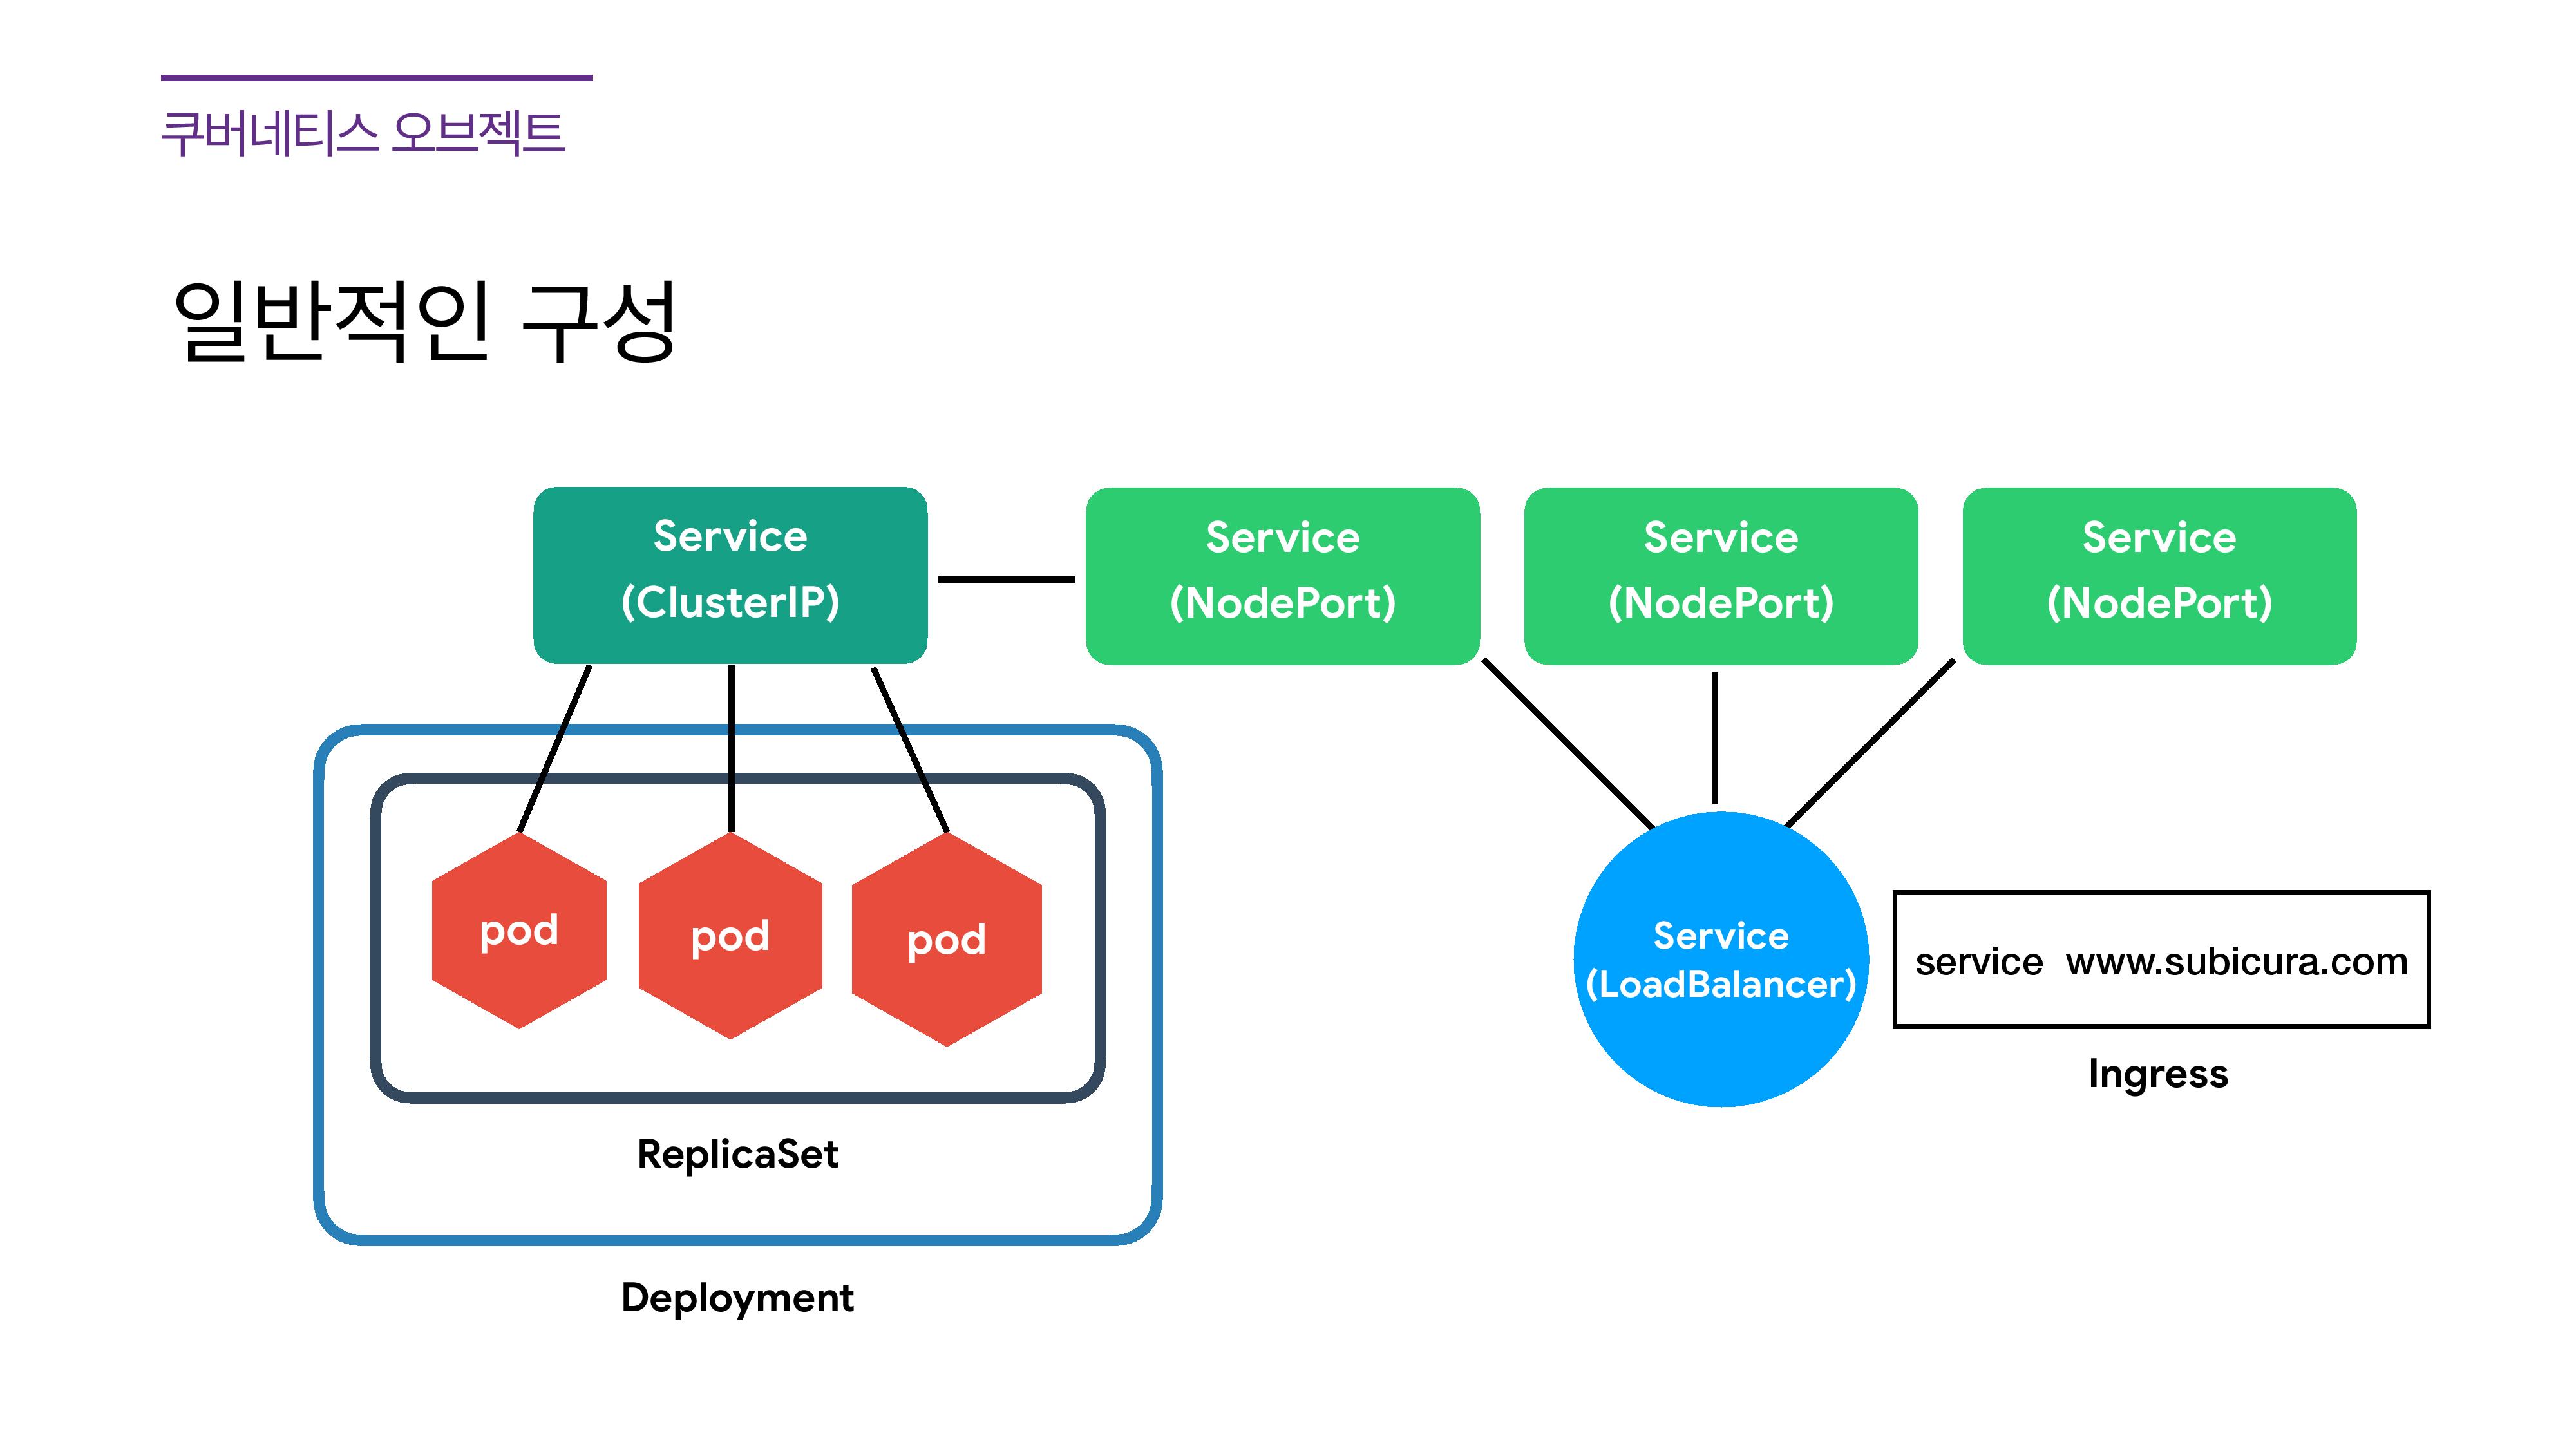 쿠버네티스 오브젝트
일반적인 구성
Service
(ClusterIP)
Service
(NodePort)
Service
(NodePort)
Service
(NodePort)
pod
pod
pod
ReplicaSet
Deployment
Service
(LoadBalancer)
service www.subicura.com
Ingress